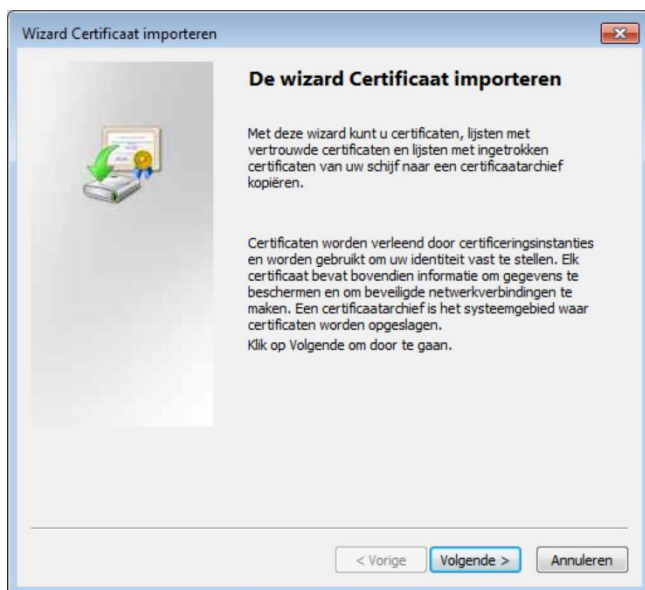 Wizard Certificaat importeren
De wizard Certificaat importeren
Met deze wizard kunt u certificaten, lijsten met
vertrouwde certificaten en lijsten met ingetrokken
certificaten van uw schijf naar een certificaatarchief
kopiëren.
Certificaten worden verleend door certificeringsinstanties
en worden gebruikt om uw identiteit vast te stellen. Elk
certificaat bevat bovendien informatie om gegevens te
beschermen en om beveiligde netwerkverbindingen te
maken. Een certificaatarchief is het systeemgebied waar
certificaten worden opgeslagen.
Klik op Volgende om door te gaan.
< Vorige Volgende > Annuleren